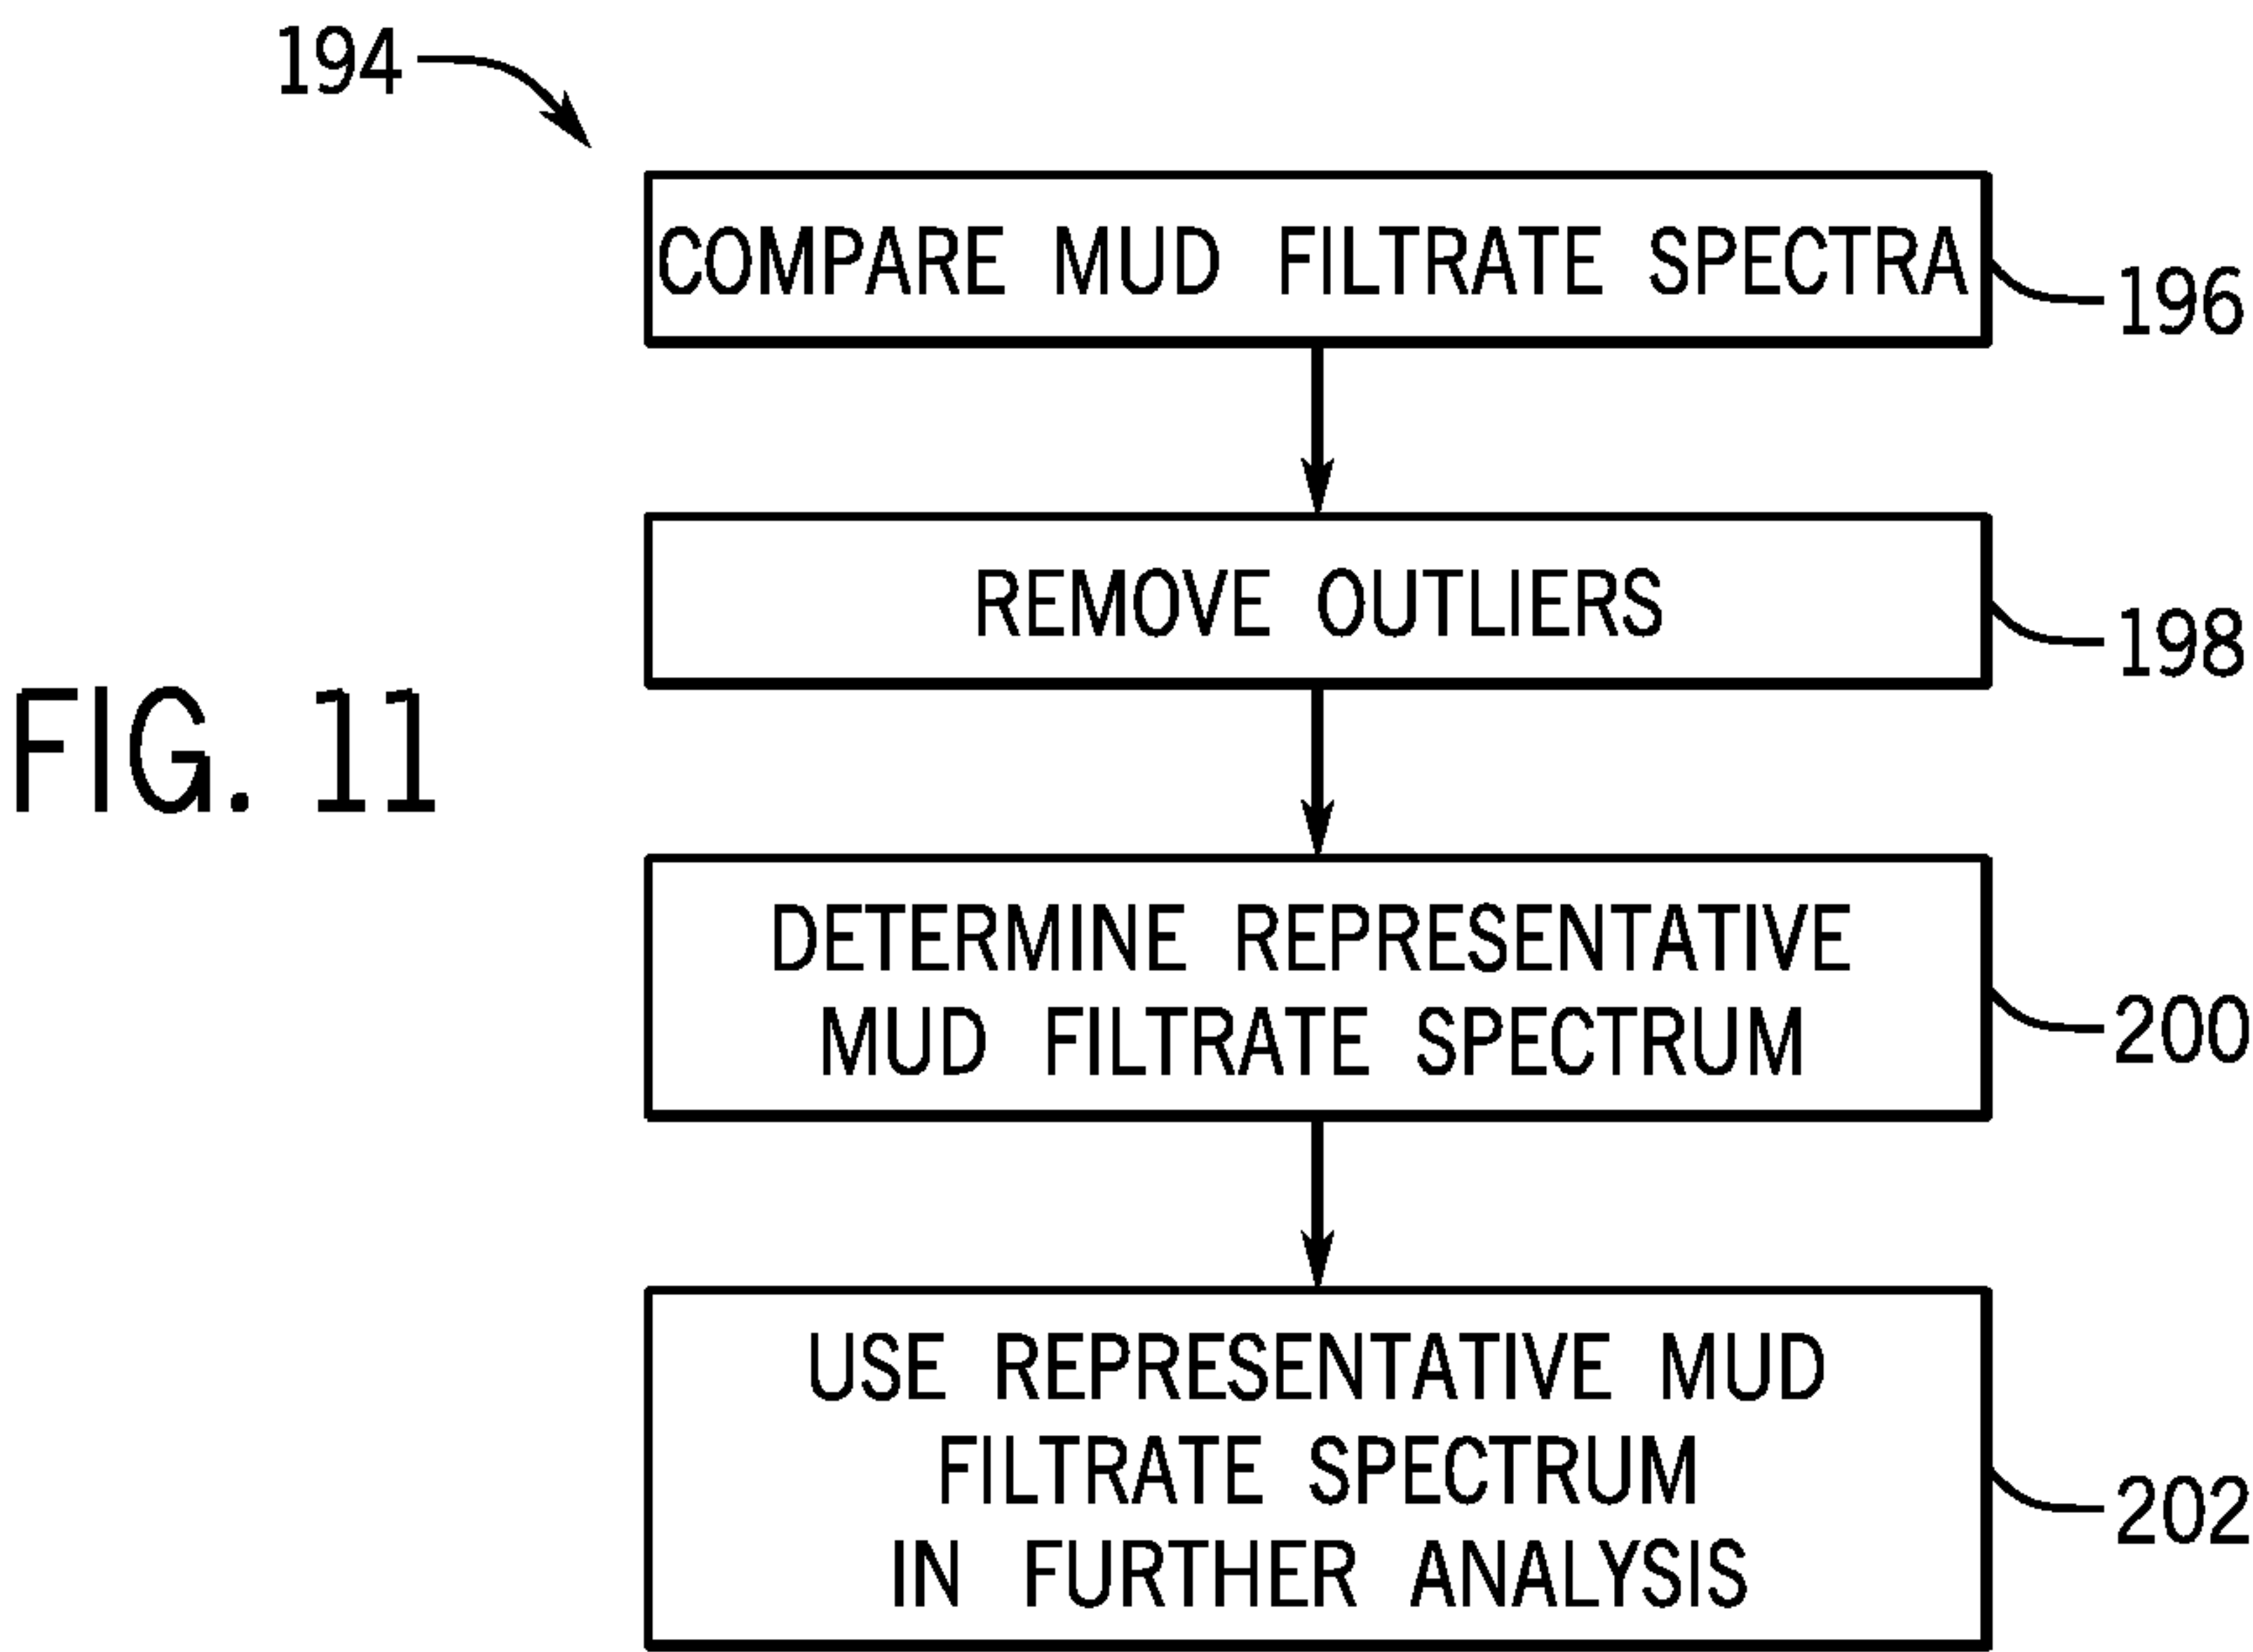 194
COMPARE MUD FILTRATE SPECTRA
196
REMOVE OUTLIERS
198
FIG. 11
DETERMINE REPRESENTATIVE
MUD FILTRATE SPECTRUM
200
USE REPRESENTATIVE MUD
FILTRATE SPECTRUM
IN FURTHER ANALYSIS
202